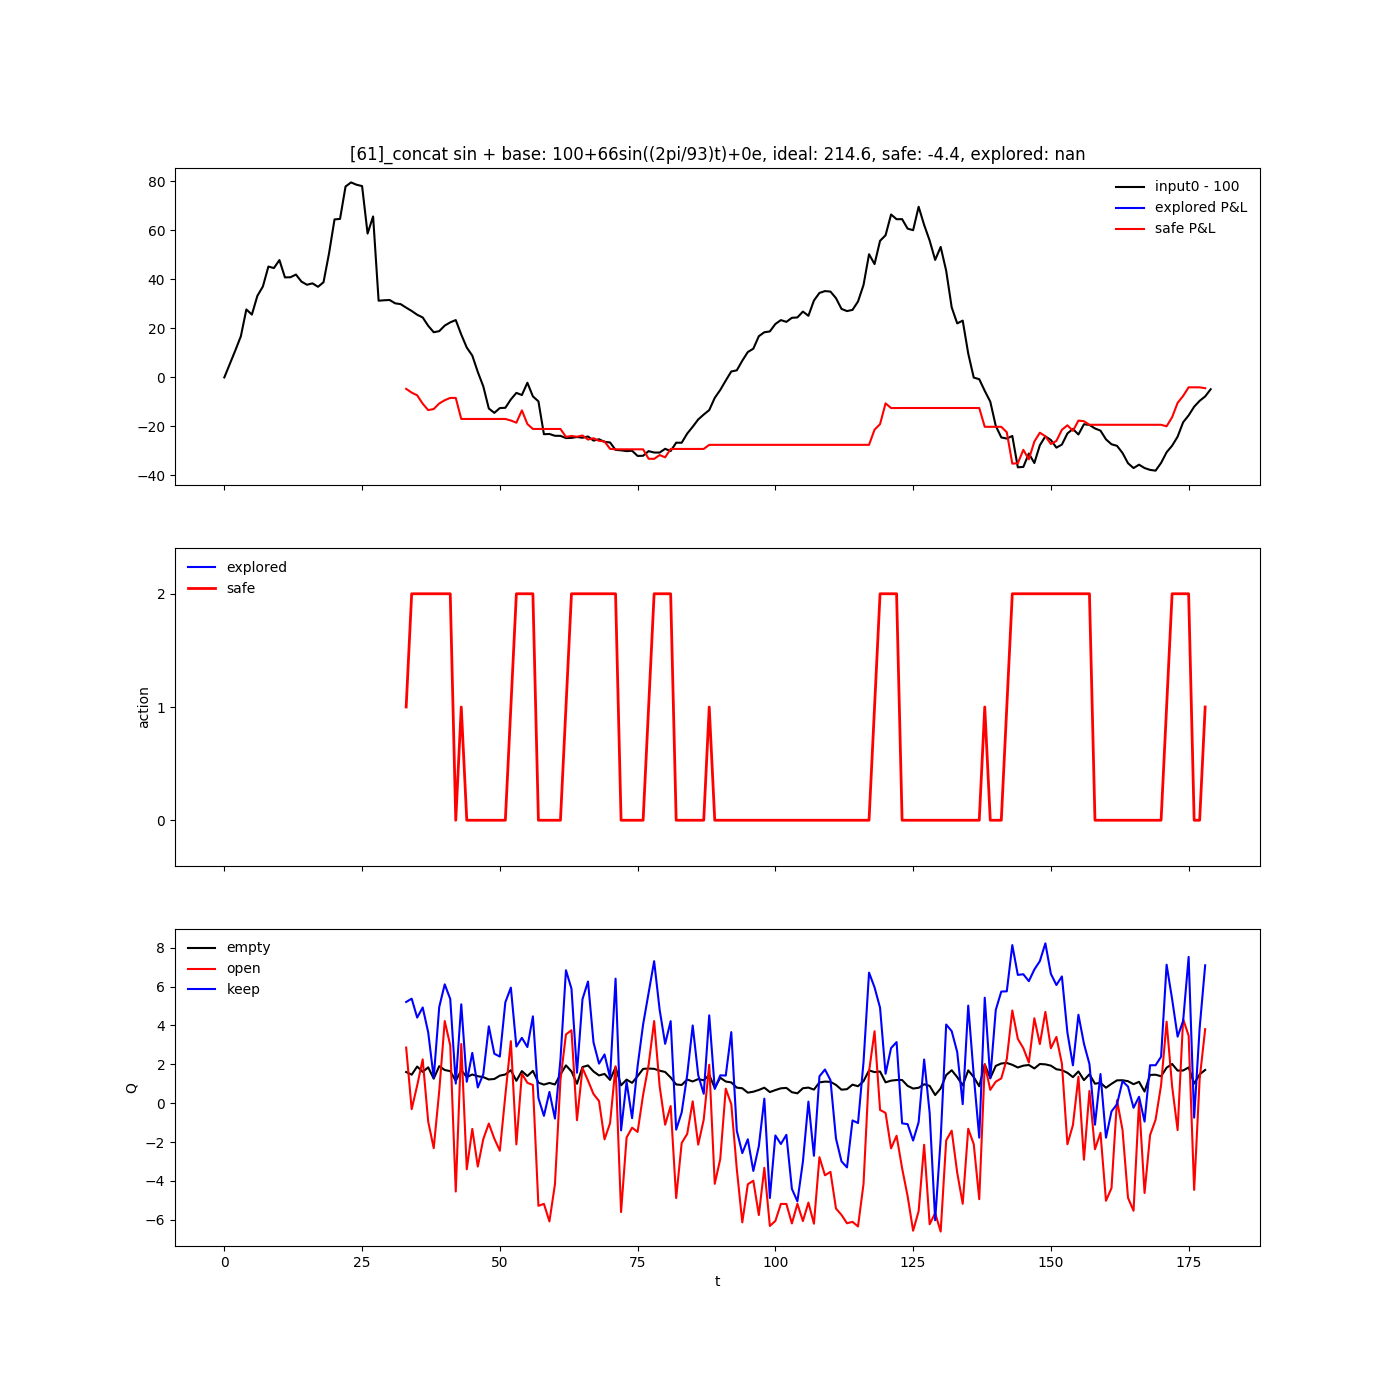 [61]_concat sin + base: 100+66sin((2pi/93)t)+0e, ideal: 214.6, safe: -4.4, explored: nan
80
60
40
20
0
−20
−40
input0 - 100
explored P&L
safe P&L
2
1
0
action
explored
safe
8
6
4
2
0
−2
−4
−6
Q
empty
open
keep
0 25 50 75 100 125 150 175
t